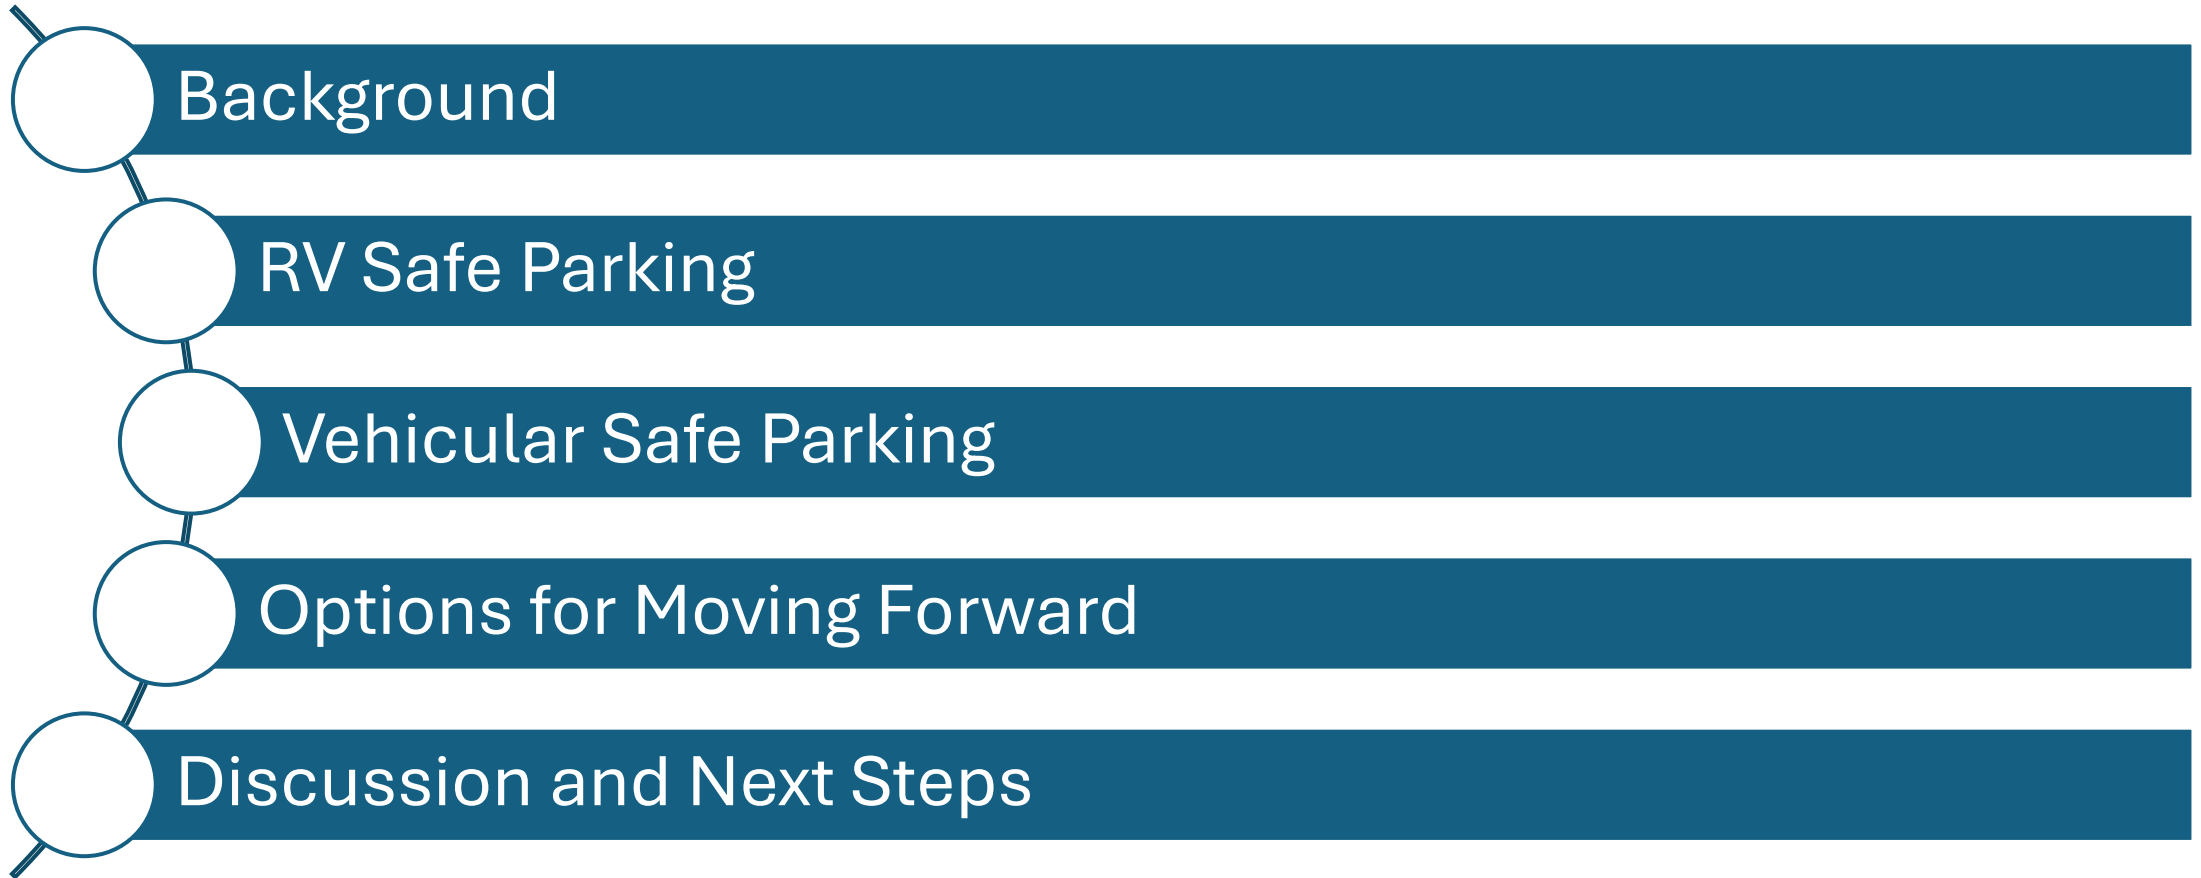 Background
RV Safe Parking
Vehicular Safe Parking
Options for Moving Forward
Discussion and Next Steps